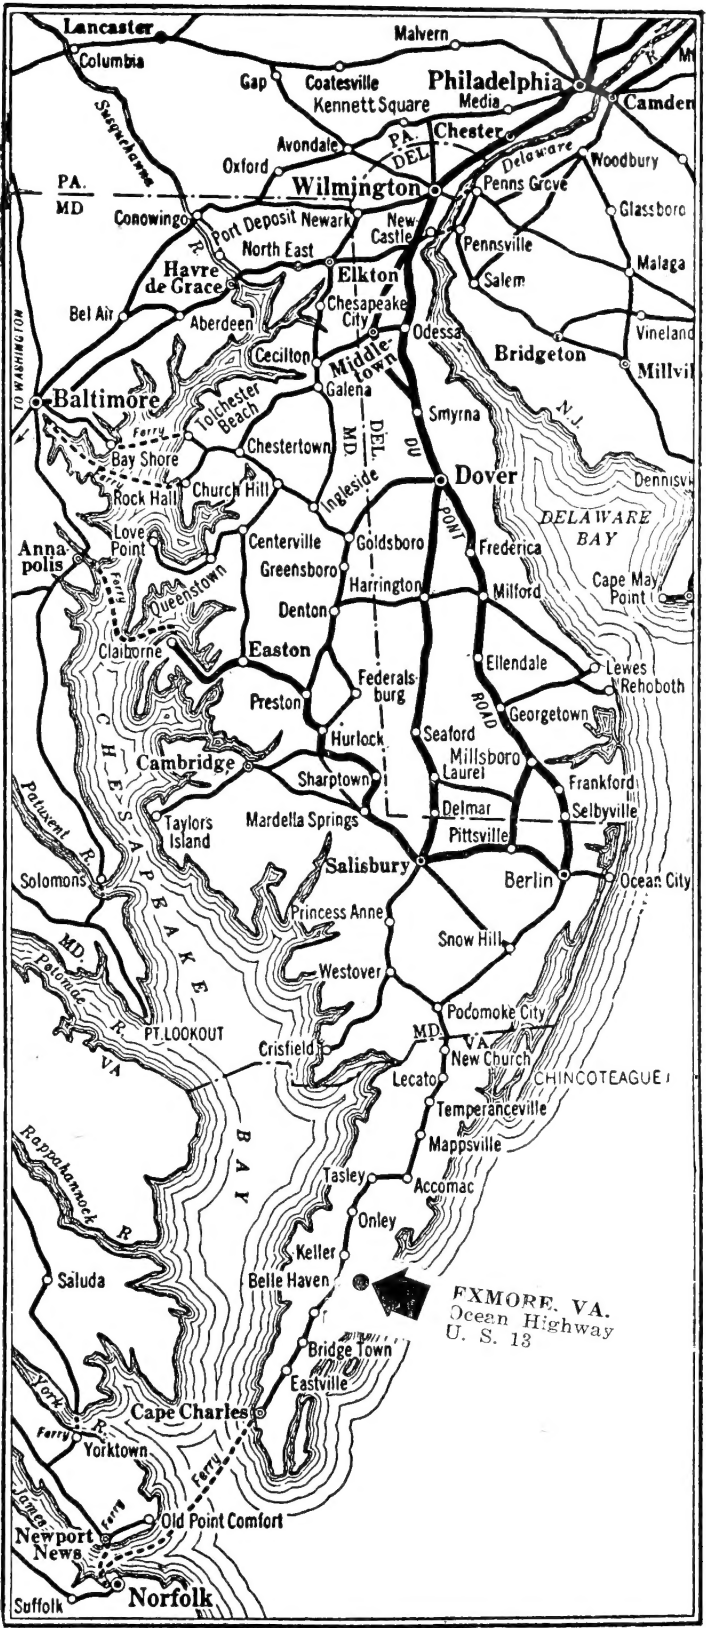 Lancaster
Columbia
Malvern
Gap
Coatesville
Philadelphia
Kennett Square
Media
Camden
Susquehanna
R.
Avondale
PA.
DEL.
Chester
Delaware
R
Woodbury
Oxford
PA.
MD
Wilmington
Penns Grove
Glassboro
Conowingo
Port Deposit
Newark
New-
Castle
Pennsville
North East
Elkton
Malaga
Havre
de Grace
Salem
Bel Air
Aberdeen
Chesapeake
City
Odessa
Vineland
TO WASHINGTON
Cecilton
Middle-
town
Bridgeton
Millvil
Baltimore
Tolchester
Beach
Galena
Smyrna
N.J.
Ferry
Bay Shore
Chestertown
MD.
DEL.
DU
Ferry
Rock Hall
Church Hill
Ingleside
Dover
Dennisv
PONT
DELAWARE
BAY
Love
Point
Centerville
Goldsboro
Frederica
Anna-
polis
Ferry
Queenstown
Greensboro
Harrington
Milford
Cape May
Point
Denton
Claiborne
Easton
Ellendale
Lewes
Rehoboth
Preston
Federals-
burg
ROAD
Georgetown
CHESAPEAKE
Hurlock
Seaford
Millsboro
Cambridge
Sharptown
Laurel
Frankford
Patuxent
R.
Taylors
Island
Mardella Springs
Delmar
Selbyville
Pittsville
Salisbury
Solomons
Berlin
Ocean City
Princess Anne
MD.
Snow Hill
Potomac
R.
Westover
Pocomoke City
PT. LOOKOUT
MD.
VA.
VA
Crisfield
New Church
Lecato
CHINCOTEAGUE
Temperanceville
BAY
Mappsville
Rappahannock
R
Tasley
Accomac
Onley
Keller
Saluda
Belle Haven
EXMORE, VA.
Ocean Highway
U. S. 13
Bridge Town
Eastville
York
R.
Cape Charles
Ferry
Yorktown
Ferry
James
Ferry
Old Point Comfort
Newport
News
Norfolk
Suffolk